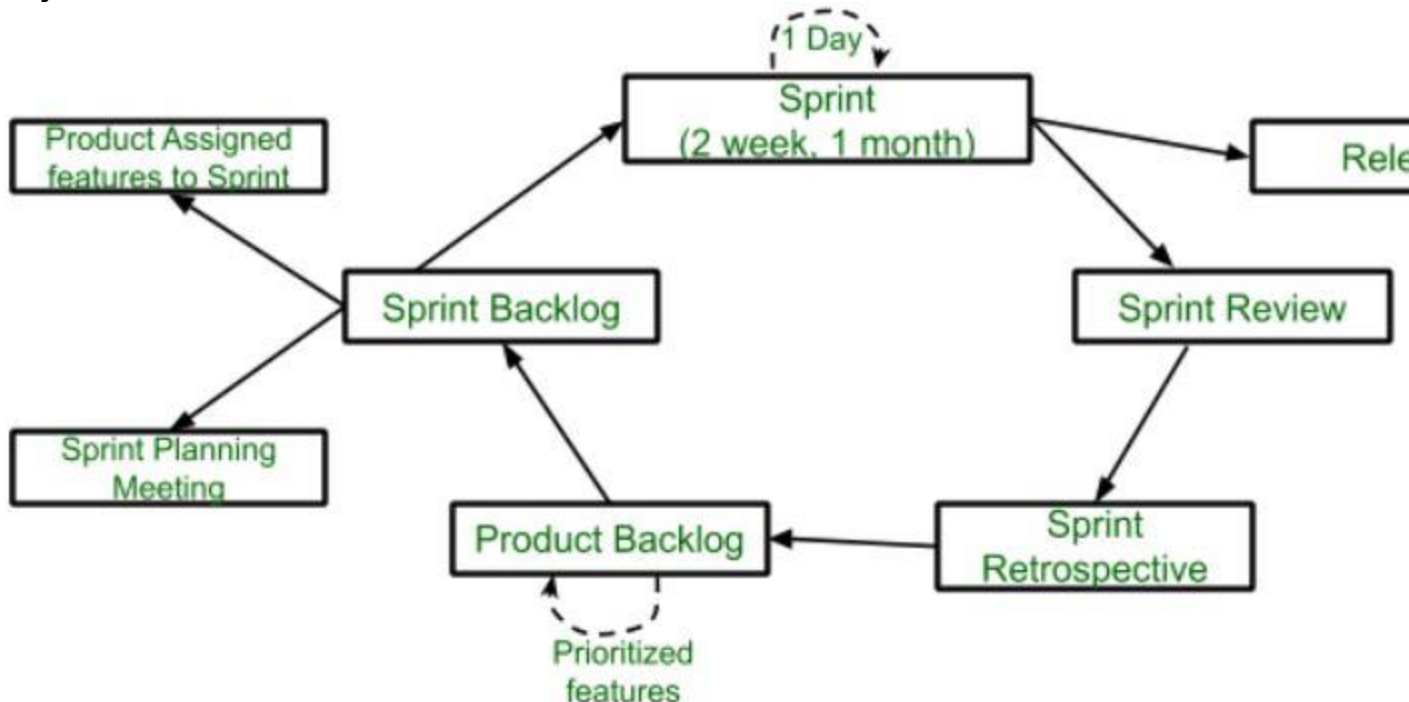 1 Day
Sprint
(2 week, 1 month)
Product Assigned
features to Sprint
Rele
Sprint Backlog
Sprint Review
Sprint Planning
Meeting
Product Backlog
Sprint
Retrospective
Prioritized
features